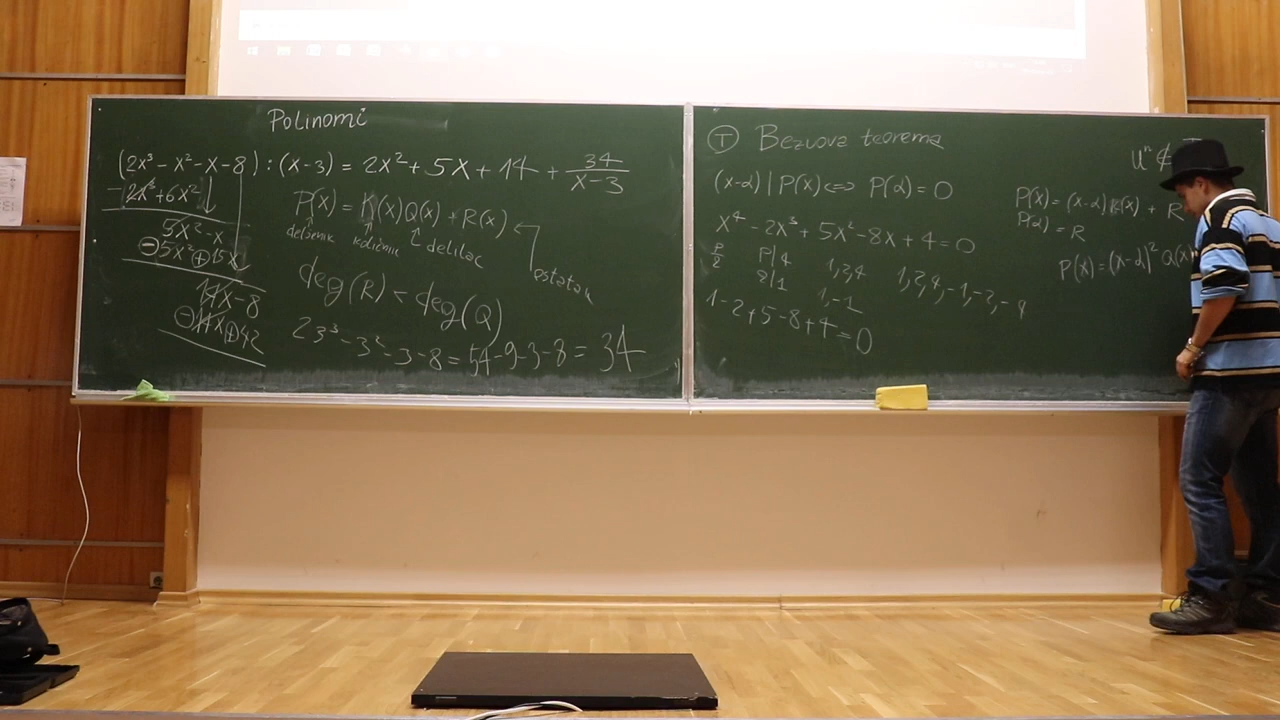 Polinomi
(2x³ - x² - x - 8) : (x - 3) = 2x² + 5x + 14 + 34/(x-3)
- 2x³ + 6x²
5x² - x
⊖ 5x² ⊕ 15x
14x - 8
⊖ 14x ⊕ 42
P(x) = K(x)Q(x) + R(x)
deljenik količnik delilac
ostatak
deg(R) < deg(Q)
2·3³ - 3² - 3 - 8 = 54 - 9 - 3 - 8 = 34
Ⓣ Bezuova teorema
(x-α) | P(x) ⟺ P(α) = 0
x⁴ - 2x³ + 5x² - 8x + 4 = 0
p/2 p|4 1,2,4 1,2,4,-1,-2,-4
2|1 1,-1
1 - 2 + 5 - 8 + 4 = 0
P(x) = (x-α) K(x) + R
P(α) = R
P(x) = (x-α)² Q(x)